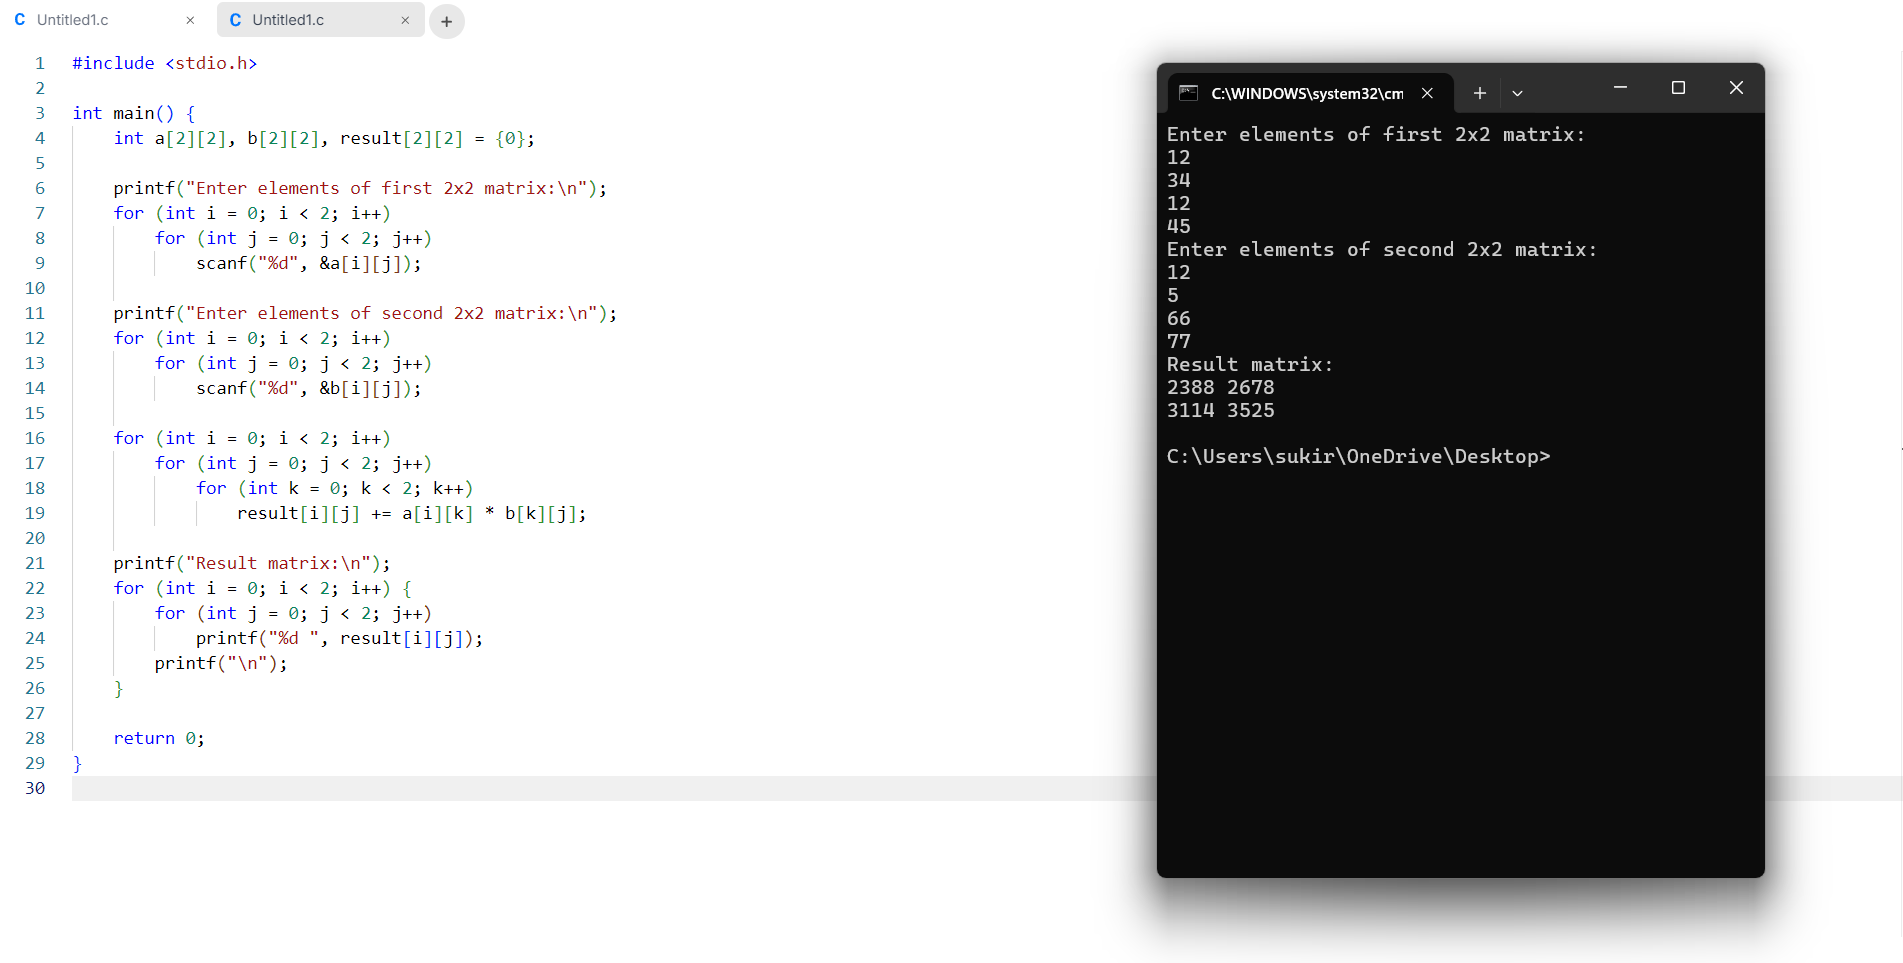 C Untitled1.c × C Untitled1.c × +
1 #include <stdio.h>
2
3 int main() {
4     int a[2][2], b[2][2], result[2][2] = {0};
5
6     printf("Enter elements of first 2x2 matrix:\n");
7     for (int i = 0; i < 2; i++)
8         for (int j = 0; j < 2; j++)
9             scanf("%d", &a[i][j]);
10
11     printf("Enter elements of second 2x2 matrix:\n");
12     for (int i = 0; i < 2; i++)
13         for (int j = 0; j < 2; j++)
14             scanf("%d", &b[i][j]);
15
16     for (int i = 0; i < 2; i++)
17         for (int j = 0; j < 2; j++)
18             for (int k = 0; k < 2; k++)
19                 result[i][j] += a[i][k] * b[k][j];
20
21     printf("Result matrix:\n");
22     for (int i = 0; i < 2; i++) {
23         for (int j = 0; j < 2; j++)
24             printf("%d ", result[i][j]);
25         printf("\n");
26     }
27
28     return 0;
29 }
30
C:\WINDOWS\system32\cm
Enter elements of first 2x2 matrix:
12
34
12
45
Enter elements of second 2x2 matrix:
12
5
66
77
Result matrix:
2388 2678
3114 3525
C:\Users\sukir\OneDrive\Desktop>